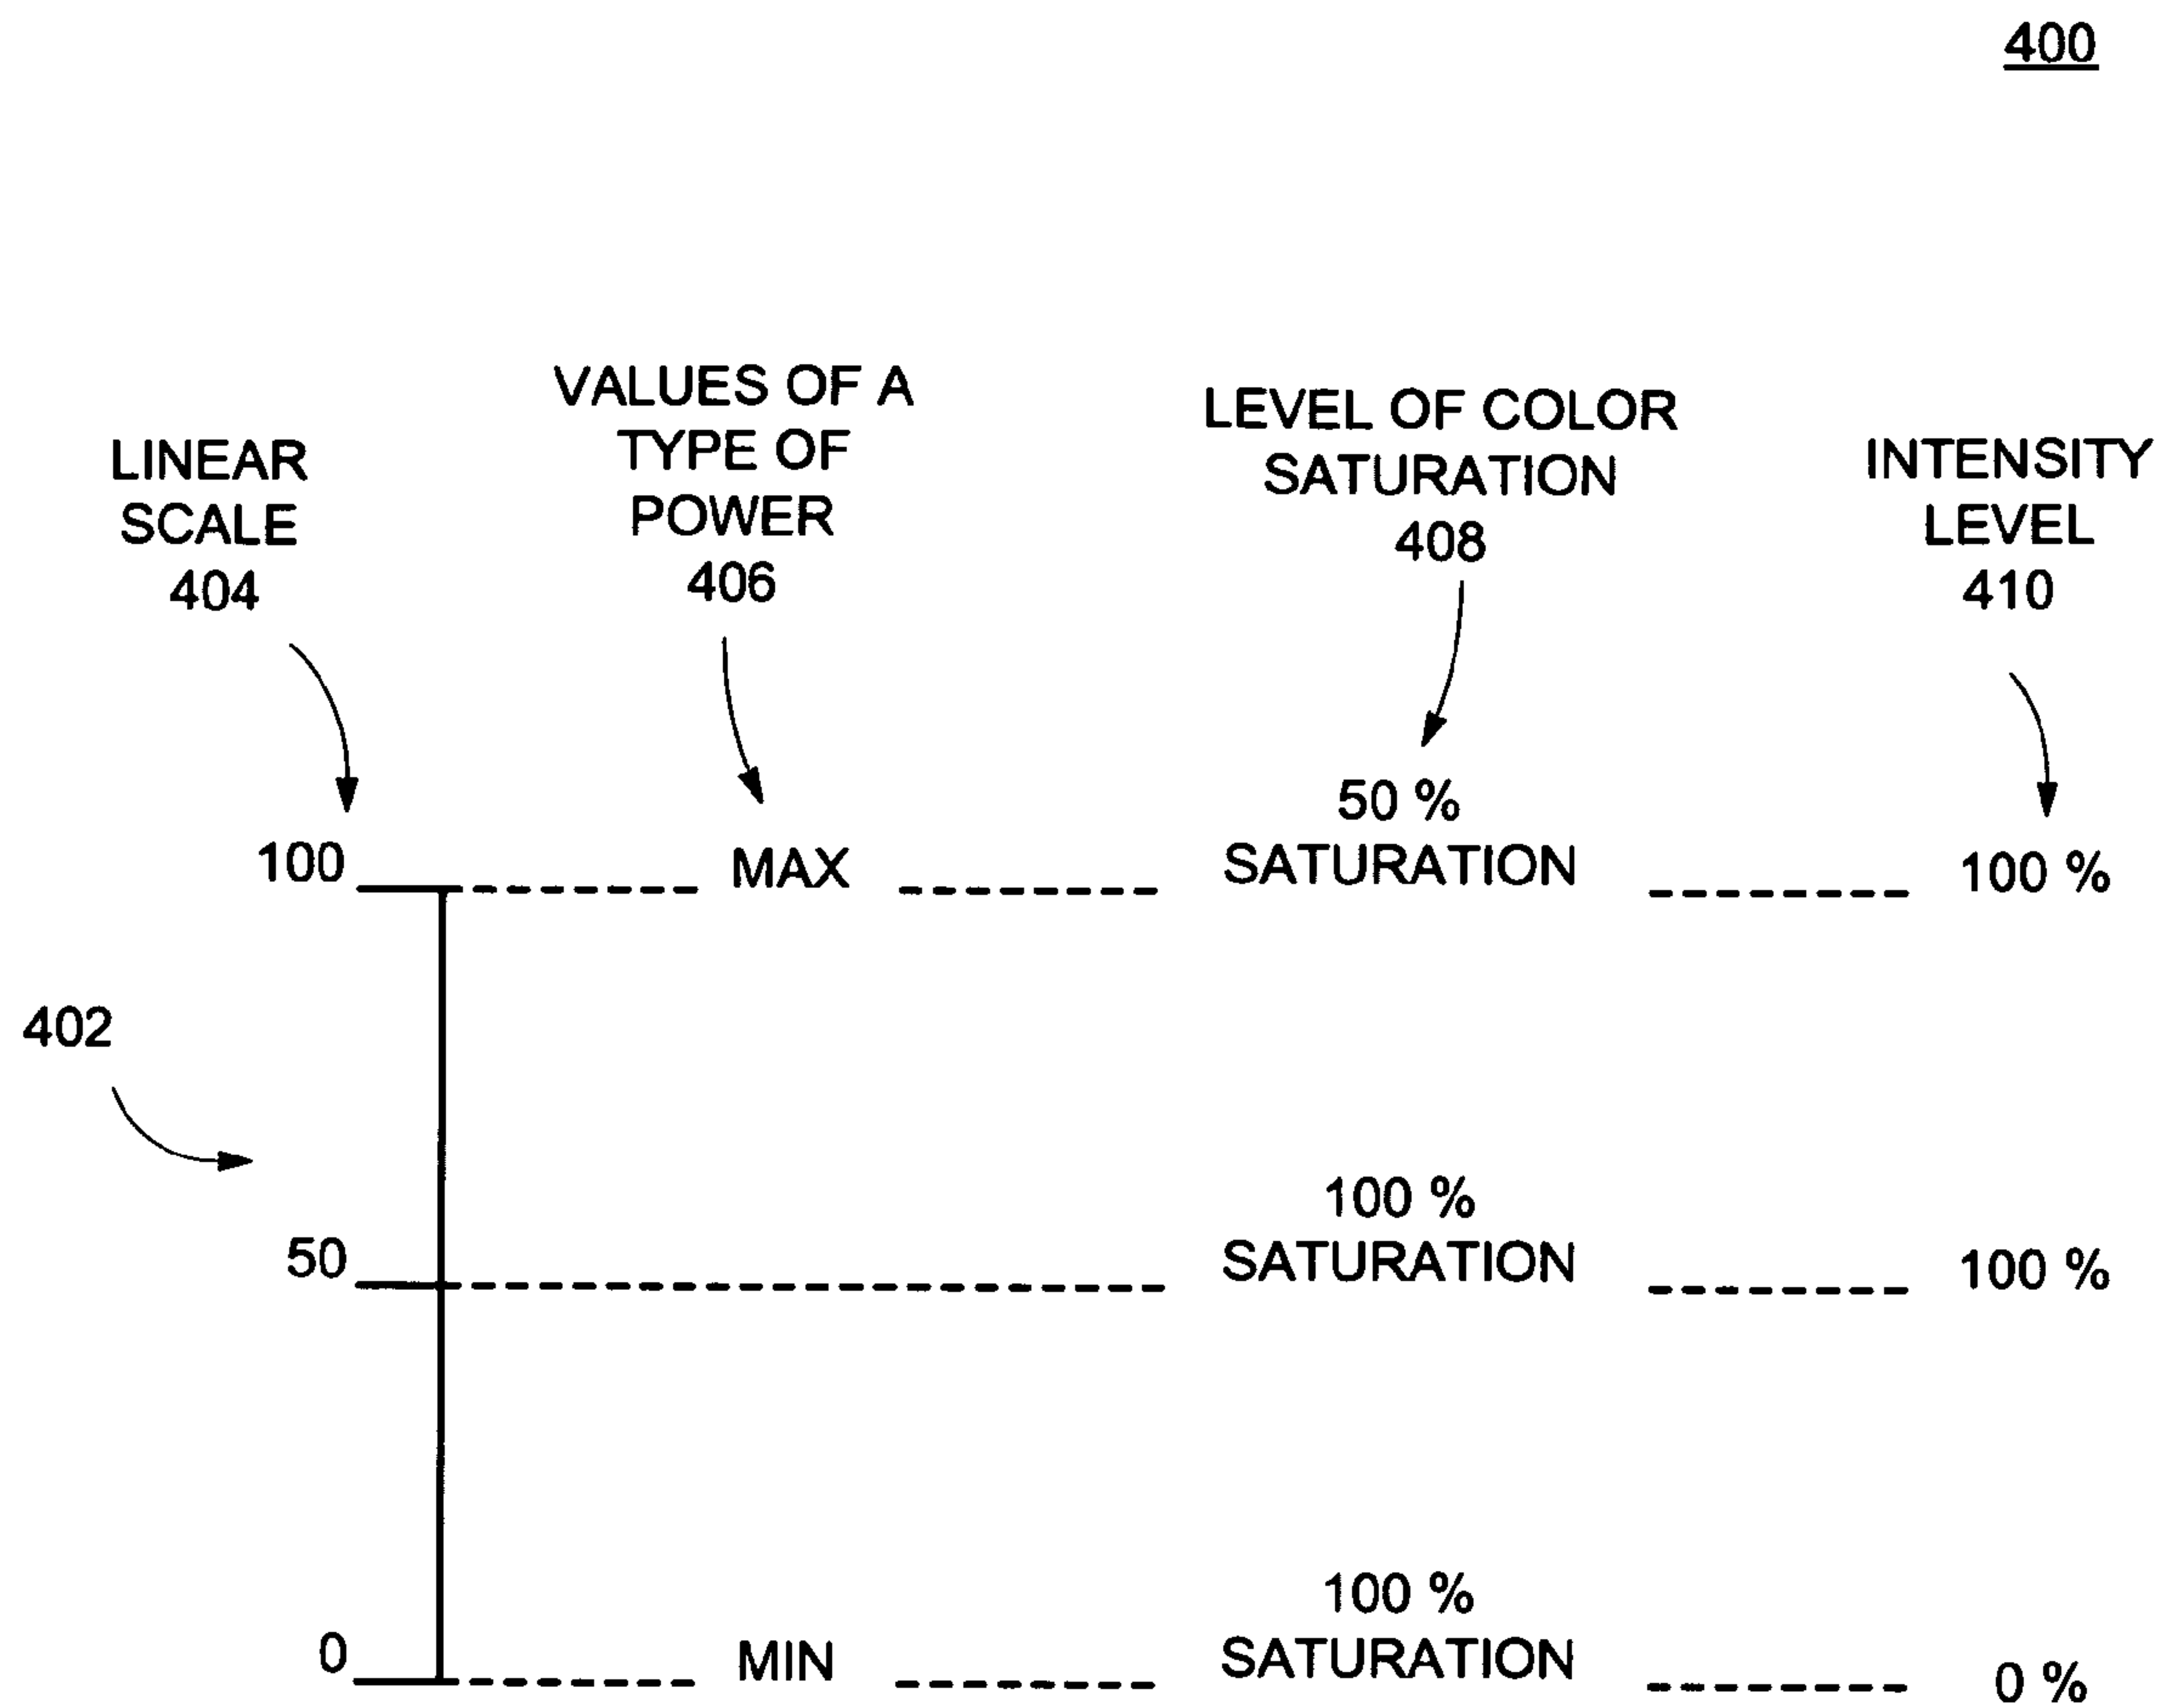 400
LINEAR
SCALE
404
VALUES OF A
TYPE OF
POWER
406
LEVEL OF COLOR
SATURATION
408
INTENSITY
LEVEL
410
100
MAX
50 %
SATURATION
100 %
402
50
100 %
SATURATION
100 %
0
MIN
100 %
SATURATION
0 %